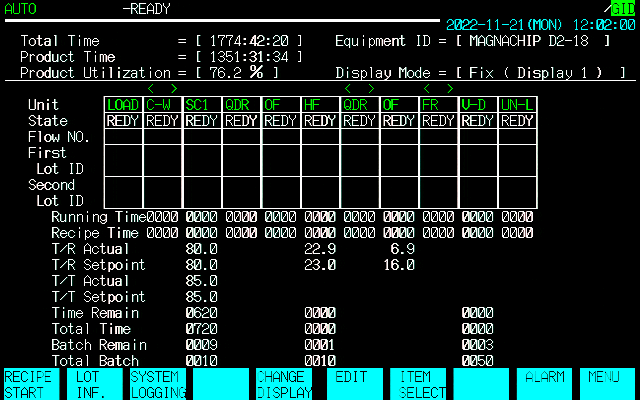 AUTO -READY GID
2022-11-21(MON) 12:02:00
Total Time = [ 1774:42:20 ] Equipment ID = [ MAGNACHIP D2-18 ]
Product Time = [ 1351:31:34 ]
Product Utilization = [ 76.2 % ] Display Mode = [ Fix ( Display 1 ) ]
< > < > < >
Unit LOAD C-W SC1 QDR OF HF QDR OF FR V-D UN-L
State REDY REDY REDY REDY REDY REDY REDY REDY REDY REDY REDY
Flow NO.
First
Lot ID
Second
Lot ID
Running Time 0000 0000 0000 0000 0000 0000 0000 0000 0000 0000
Recipe Time 0000 0000 0000 0000 0000 0000 0000 0000 0000 0000
T/R Actual 80.0 22.9 6.9
T/R Setpoint 80.0 23.0 16.0
T/T Actual 85.0
T/T Setpoint 85.0
Time Remain 0620 0000 0000
Total Time 0720 0000 0000
Batch Remain 0009 0001 0003
Total Batch 0010 0010 0050
RECIPE START LOT INF. SYSTEM LOGGING CHANGE DISPLAY EDIT ITEM SELECT ALARM MENU